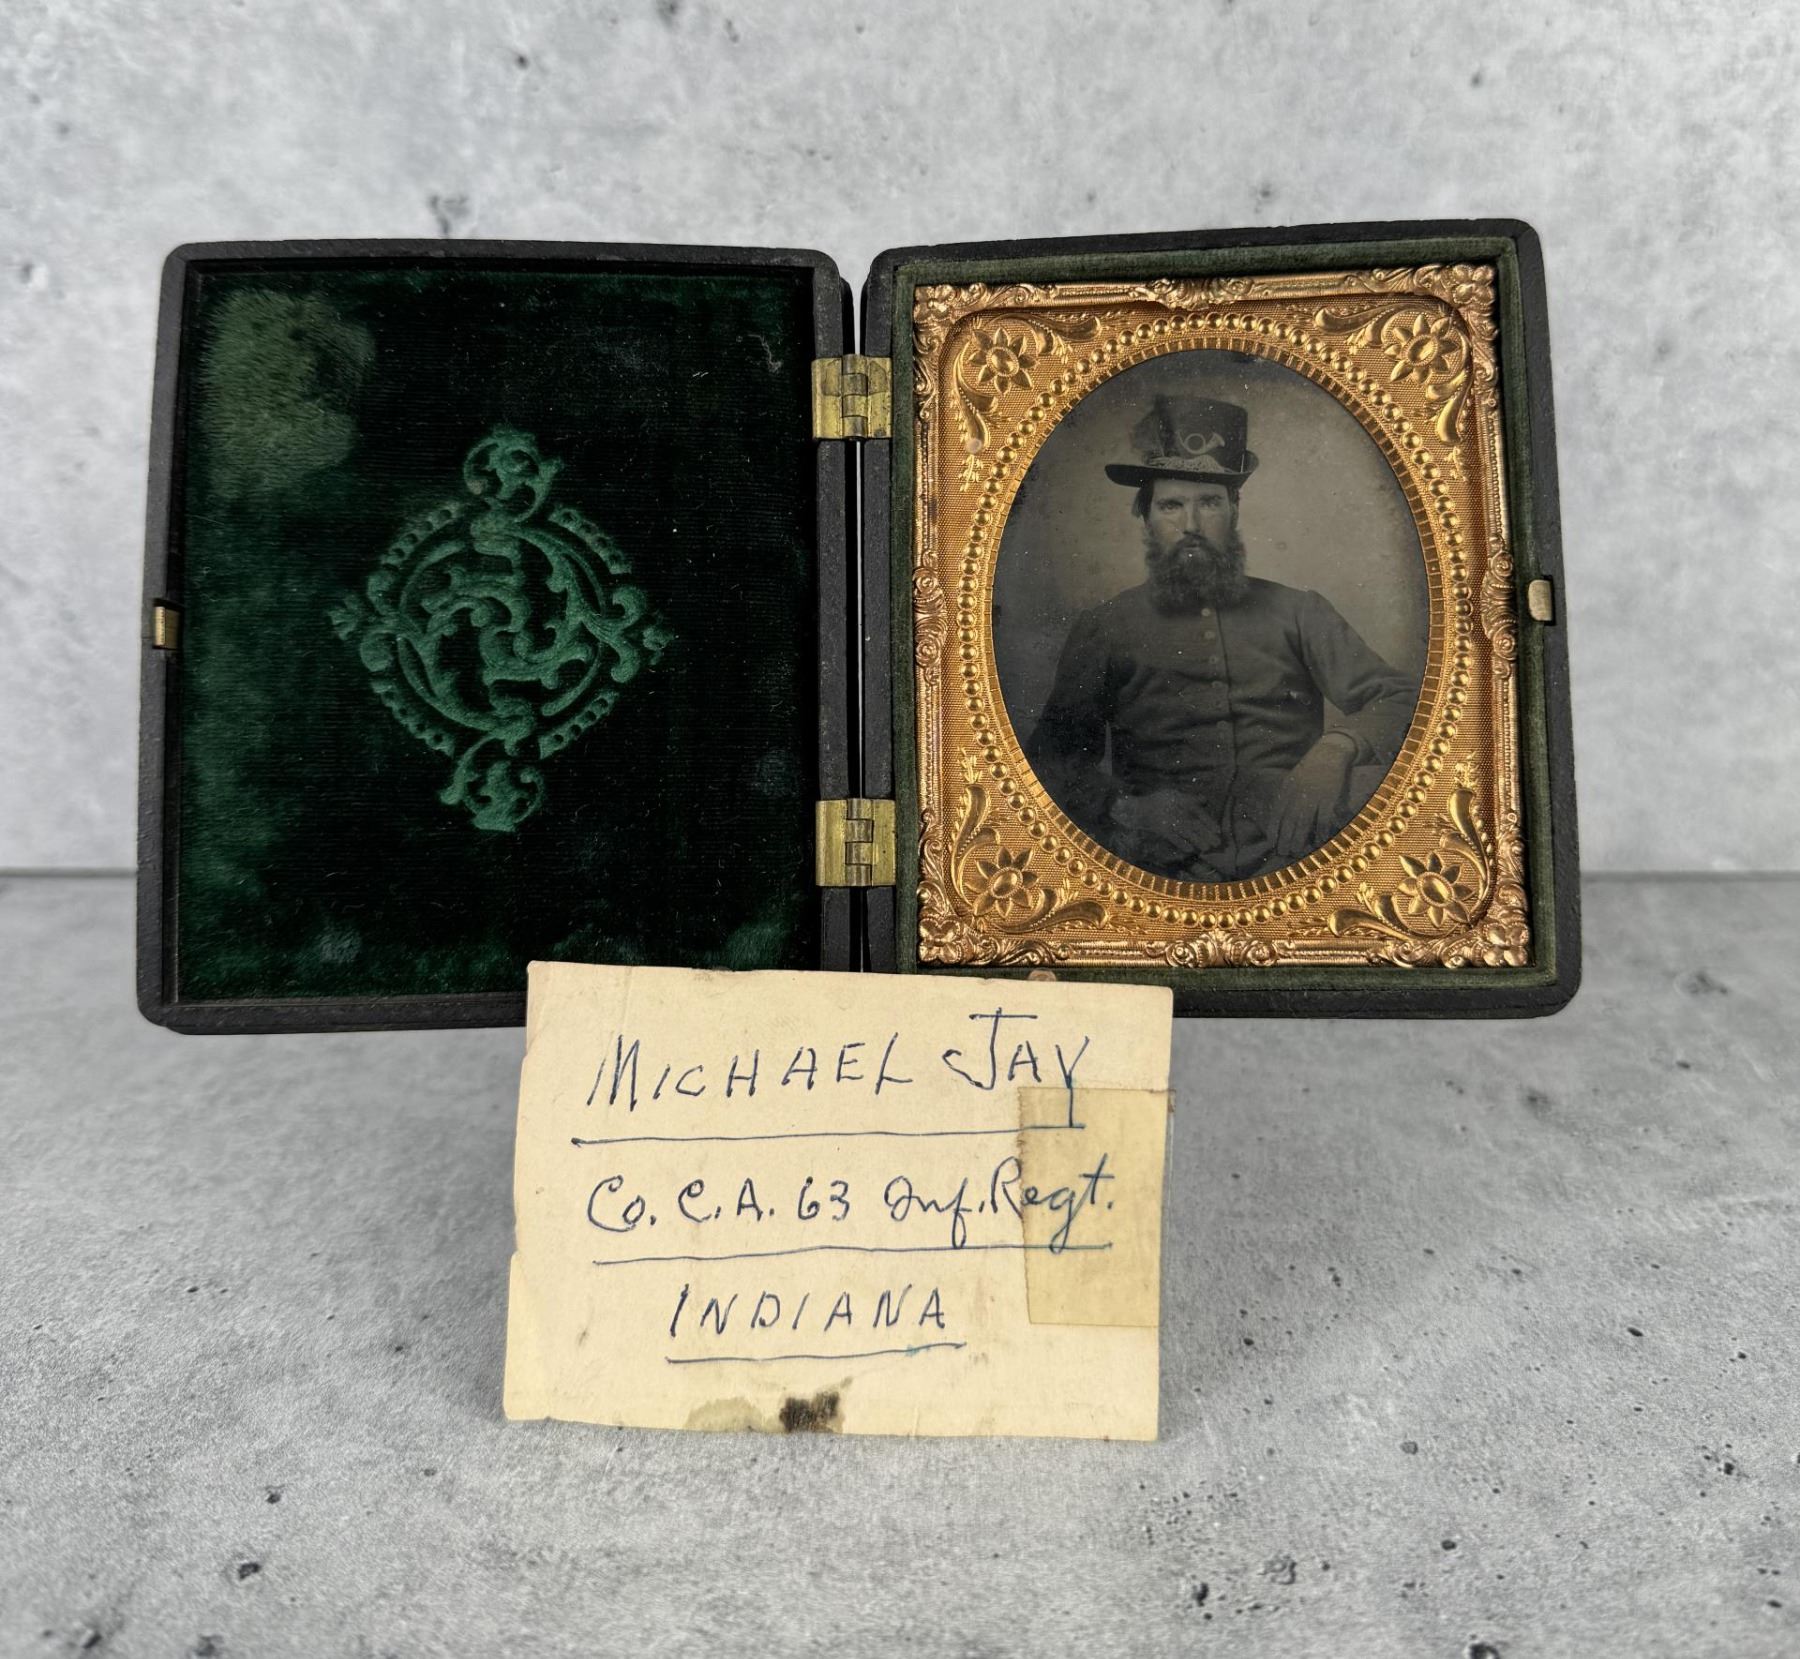 MICHAEL JAY
Co. C.A. 63 Inf. Regt.
INDIANA